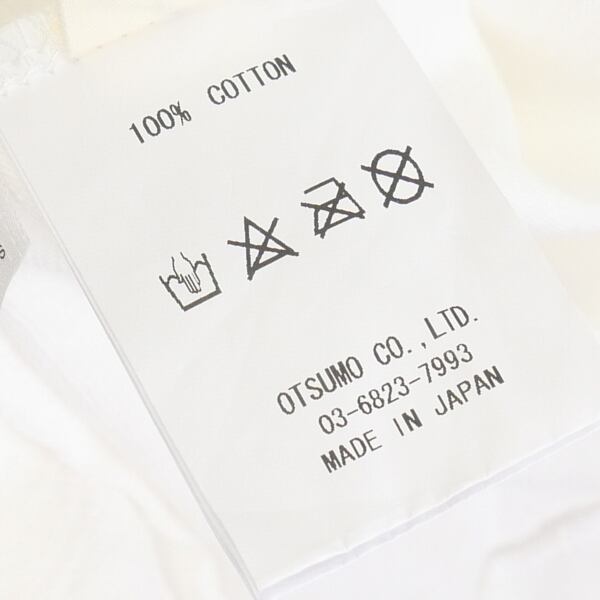 100% COTTON
OTSUMO CO.,LTD.
03-6823-7993
MADE IN JAPAN